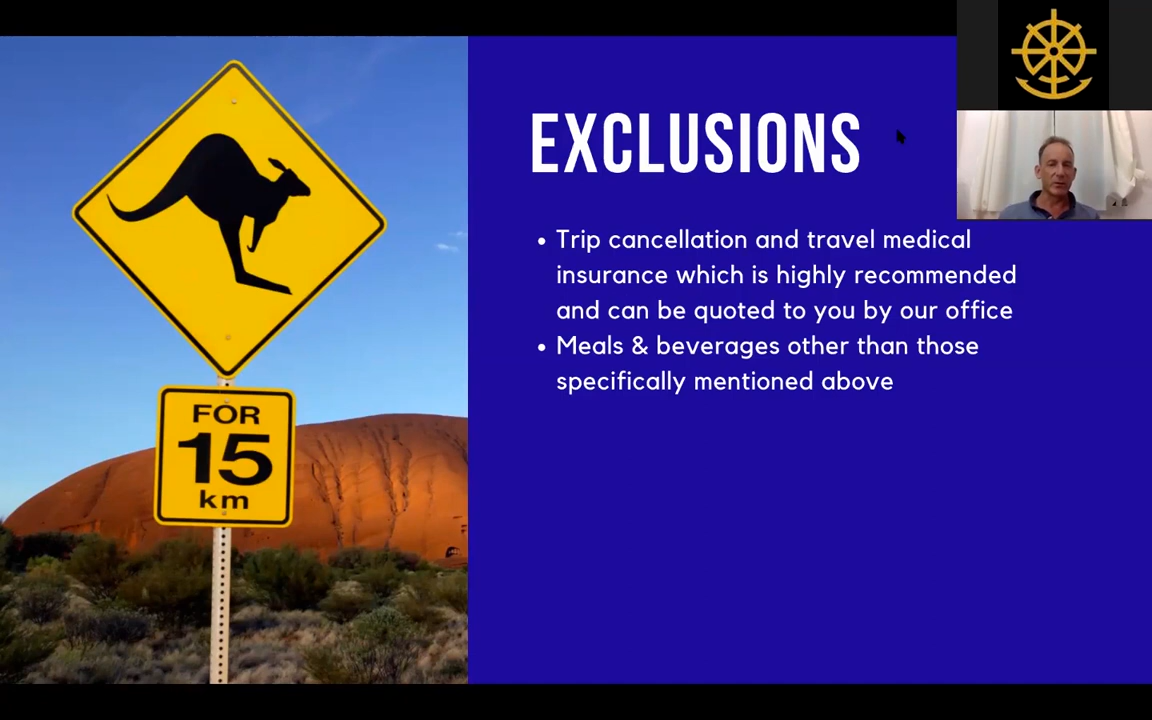 FOR
15
km
EXCLUSIONS
• Trip cancellation and travel medical
insurance which is highly recommended
and can be quoted to you by our office
• Meals & beverages other than those
specifically mentioned above